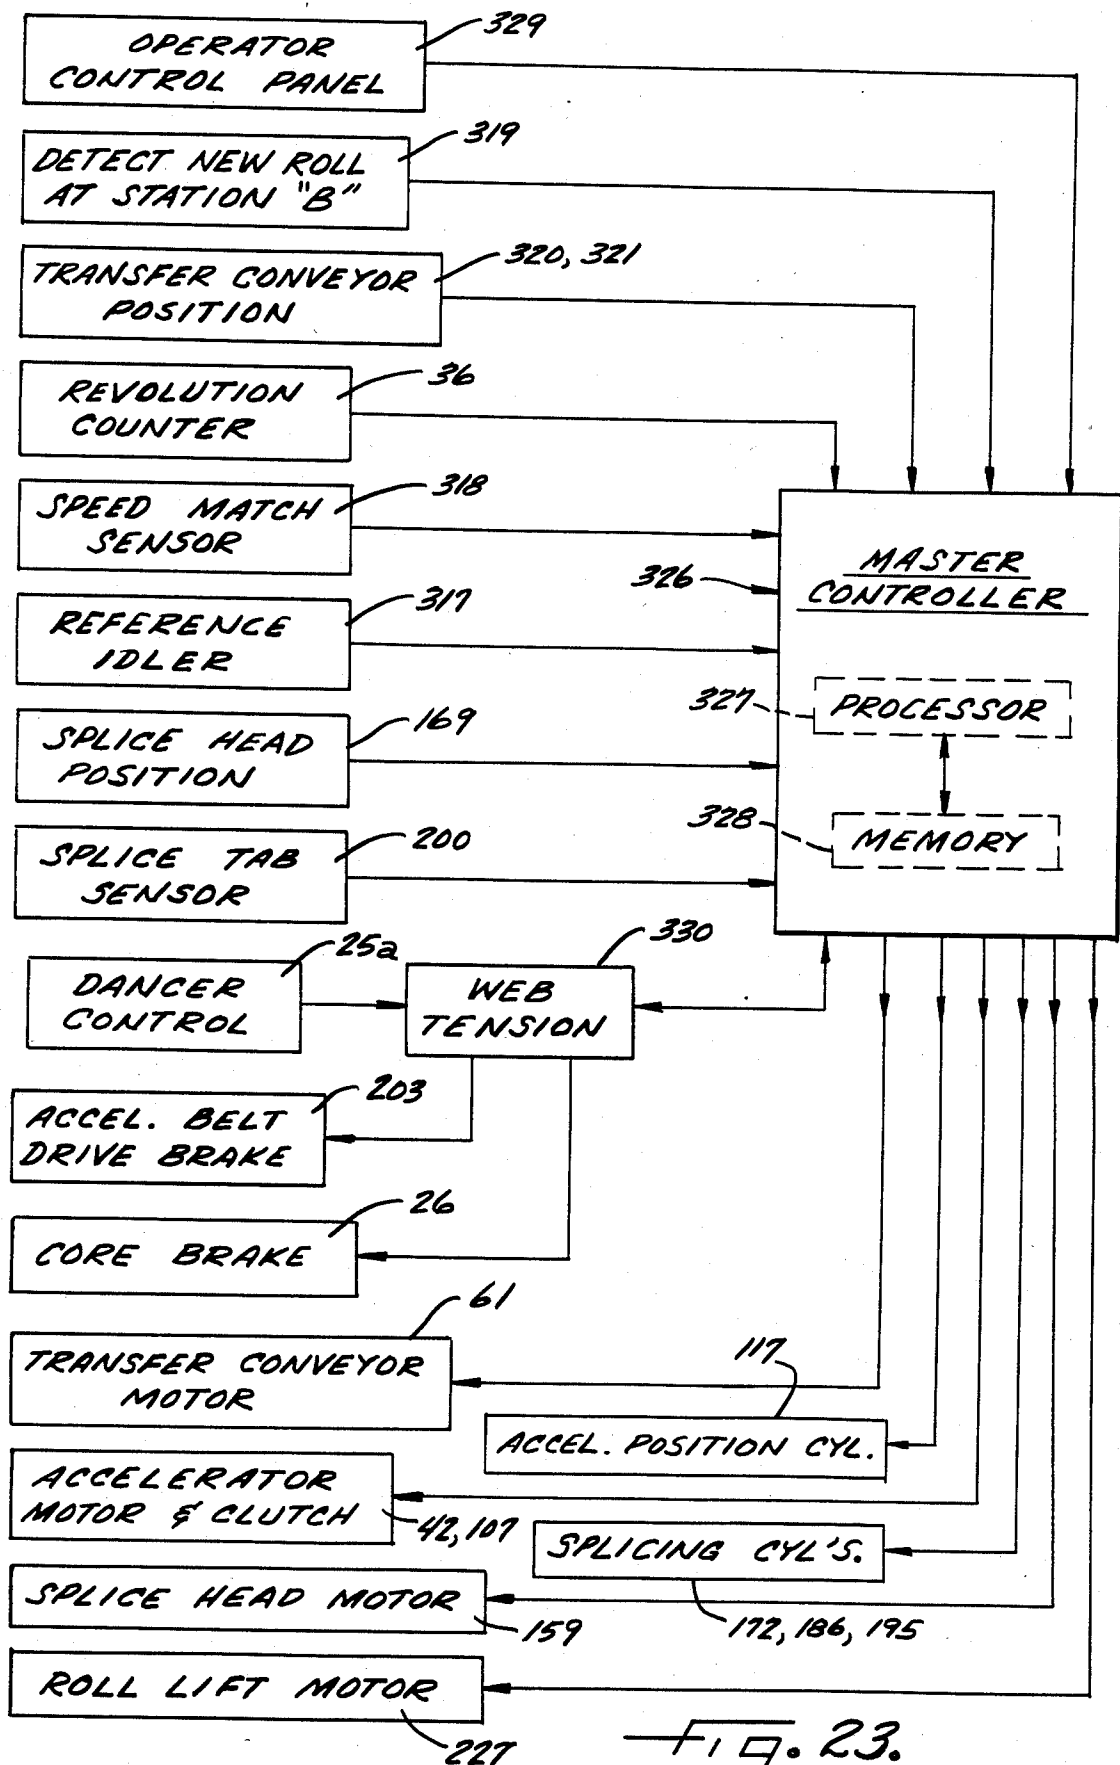 329
OPERATOR
CONTROL PANEL
319
DETECT NEW ROLL
AT STATION "B"
320, 321
TRANSFER CONVEYOR
POSITION
36
REVOLUTION
COUNTER
318
SPEED MATCH
SENSOR
317
REFERENCE
IDLER
169
SPLICE HEAD
POSITION
200
SPLICE TAB
SENSOR
326
MASTER
CONTROLLER
327
PROCESSOR
328
MEMORY
25a
DANCER
CONTROL
330
WEB
TENSION
203
ACCEL. BELT
DRIVE BRAKE
26
CORE BRAKE
61
TRANSFER CONVEYOR
MOTOR
117
ACCEL. POSITION CYL.
ACCELERATOR
MOTOR & CLUTCH
42, 107
SPLICING CYL'S.
172, 186, 195
SPLICE HEAD MOTOR
159
ROLL LIFT MOTOR
227
Fig. 23.